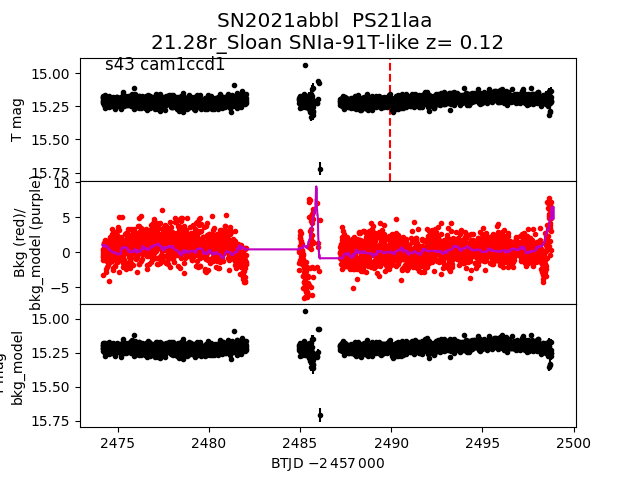 SN2021abbl PS21laa
21.28r_Sloan SNIa-91T-like z= 0.12
s43 cam1ccd1
15.00
15.25
15.50
15.75
T mag
10
5
0
−5
Bkg (red)/
bkg_model (purple)
15.00
15.25
15.50
15.75
bkg_model
2475
2480
2485
2490
2495
2500
BTJD −2 457 000